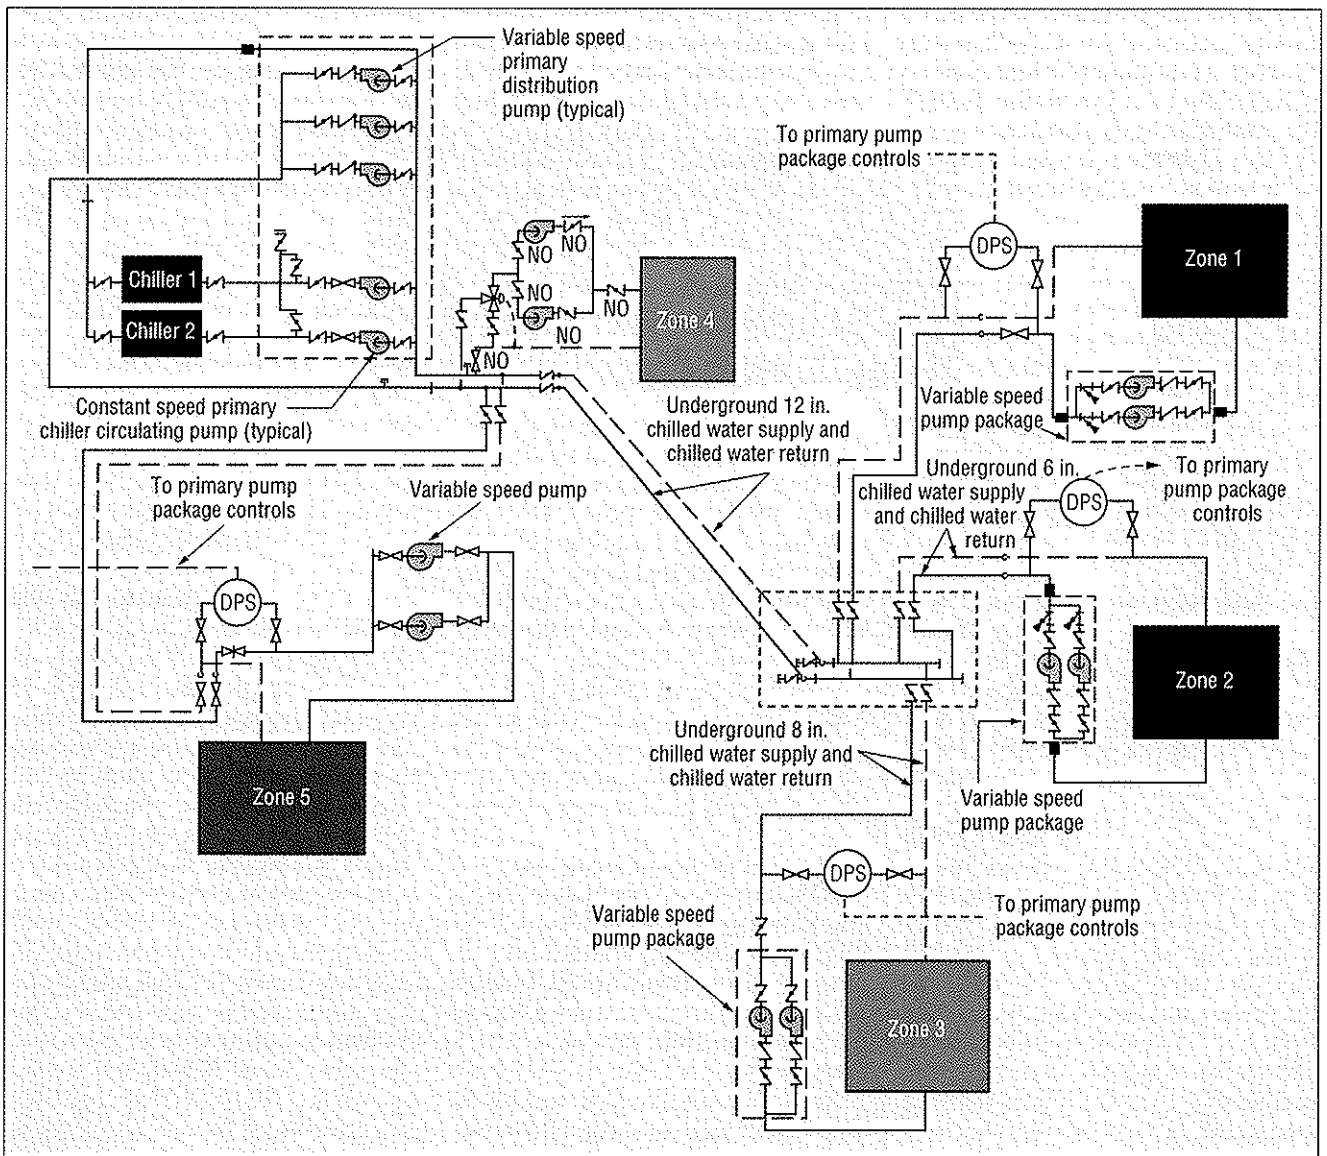 Variable speed
primary
distribution
pump (typical)
To primary pump
package controls
DPS
Zone 1
NO
NO
NO
NO
NO
NO
Zone 4
Chiller 1
Chiller 2
Constant speed primary
chiller circulating pump (typical)
Underground 12 in.
chilled water supply and
chilled water return
Variable speed
pump package
Underground 6 in.
chilled water supply
and chilled water
return
DPS
To primary
pump package
controls
To primary pump
package controls
Variable speed pump
DPS
Zone 5
Zone 2
Underground 8 in.
chilled water supply and
chilled water return
Variable speed
pump package
DPS
Variable speed
pump package
To primary pump
package controls
Zone 3